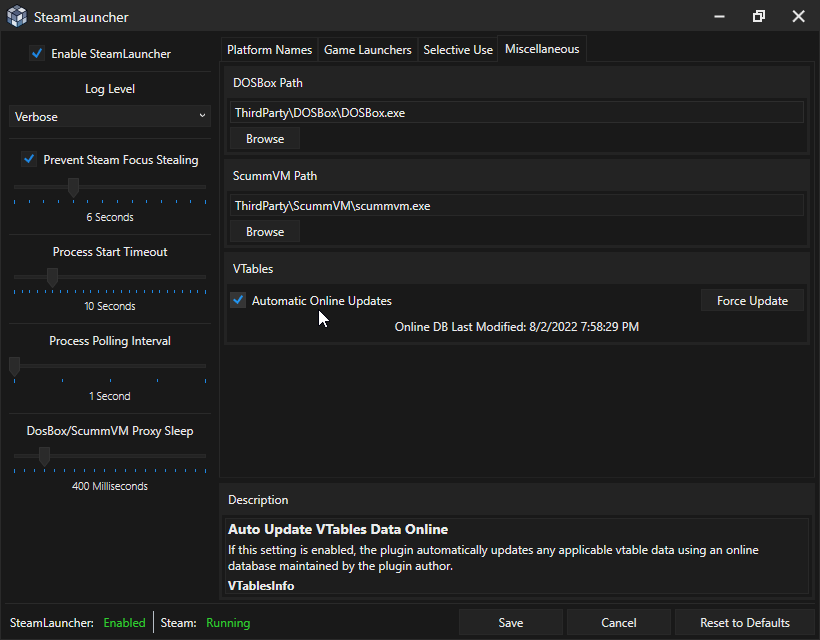 SteamLauncher
Enable SteamLauncher
Log Level
Verbose
Prevent Steam Focus Stealing
6 Seconds
Process Start Timeout
10 Seconds
Process Polling Interval
1 Second
DosBox/ScummVM Proxy Sleep
400 Milliseconds
Platform Names Game Launchers Selective Use Miscellaneous
DOSBox Path
ThirdParty\DOSBox\DOSBox.exe
Browse
ScummVM Path
ThirdParty\ScummVM\scummvm.exe
Browse
VTables
Automatic Online Updates Force Update
Online DB Last Modified: 8/2/2022 7:58:29 PM
Description
Auto Update VTables Data Online
If this setting is enabled, the plugin automatically updates any applicable vtable data using an online
database maintained by the plugin author.
VTablesInfo
SteamLauncher: Enabled Steam: Running Save Cancel Reset to Defaults